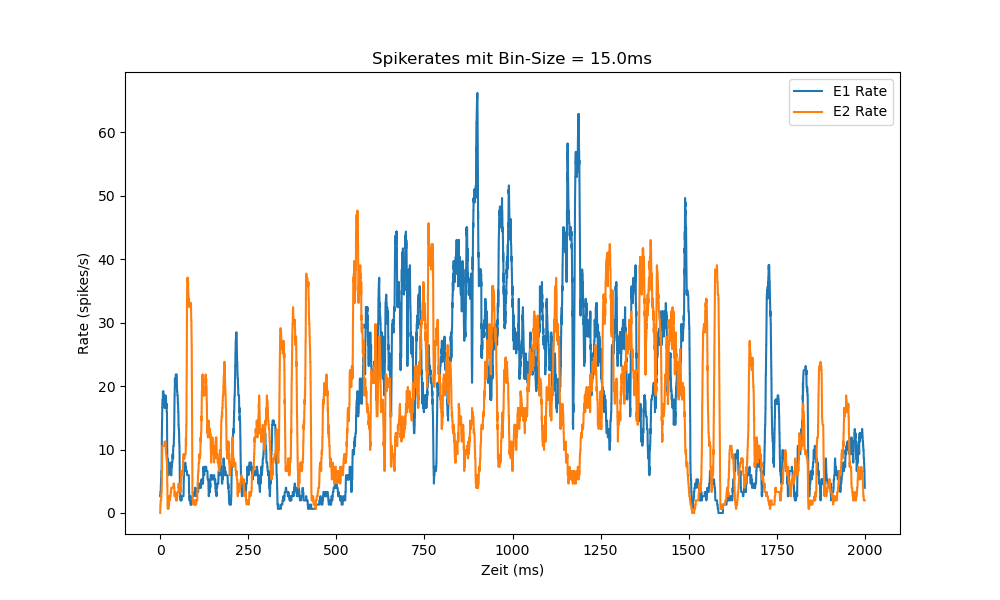 Spikerates mit Bin-Size = 15.0ms
E1 Rate
E2 Rate
Rate (spikes/s)
60
50
40
30
20
10
0
0 250 500 750 1000 1250 1500 1750 2000
Zeit (ms)